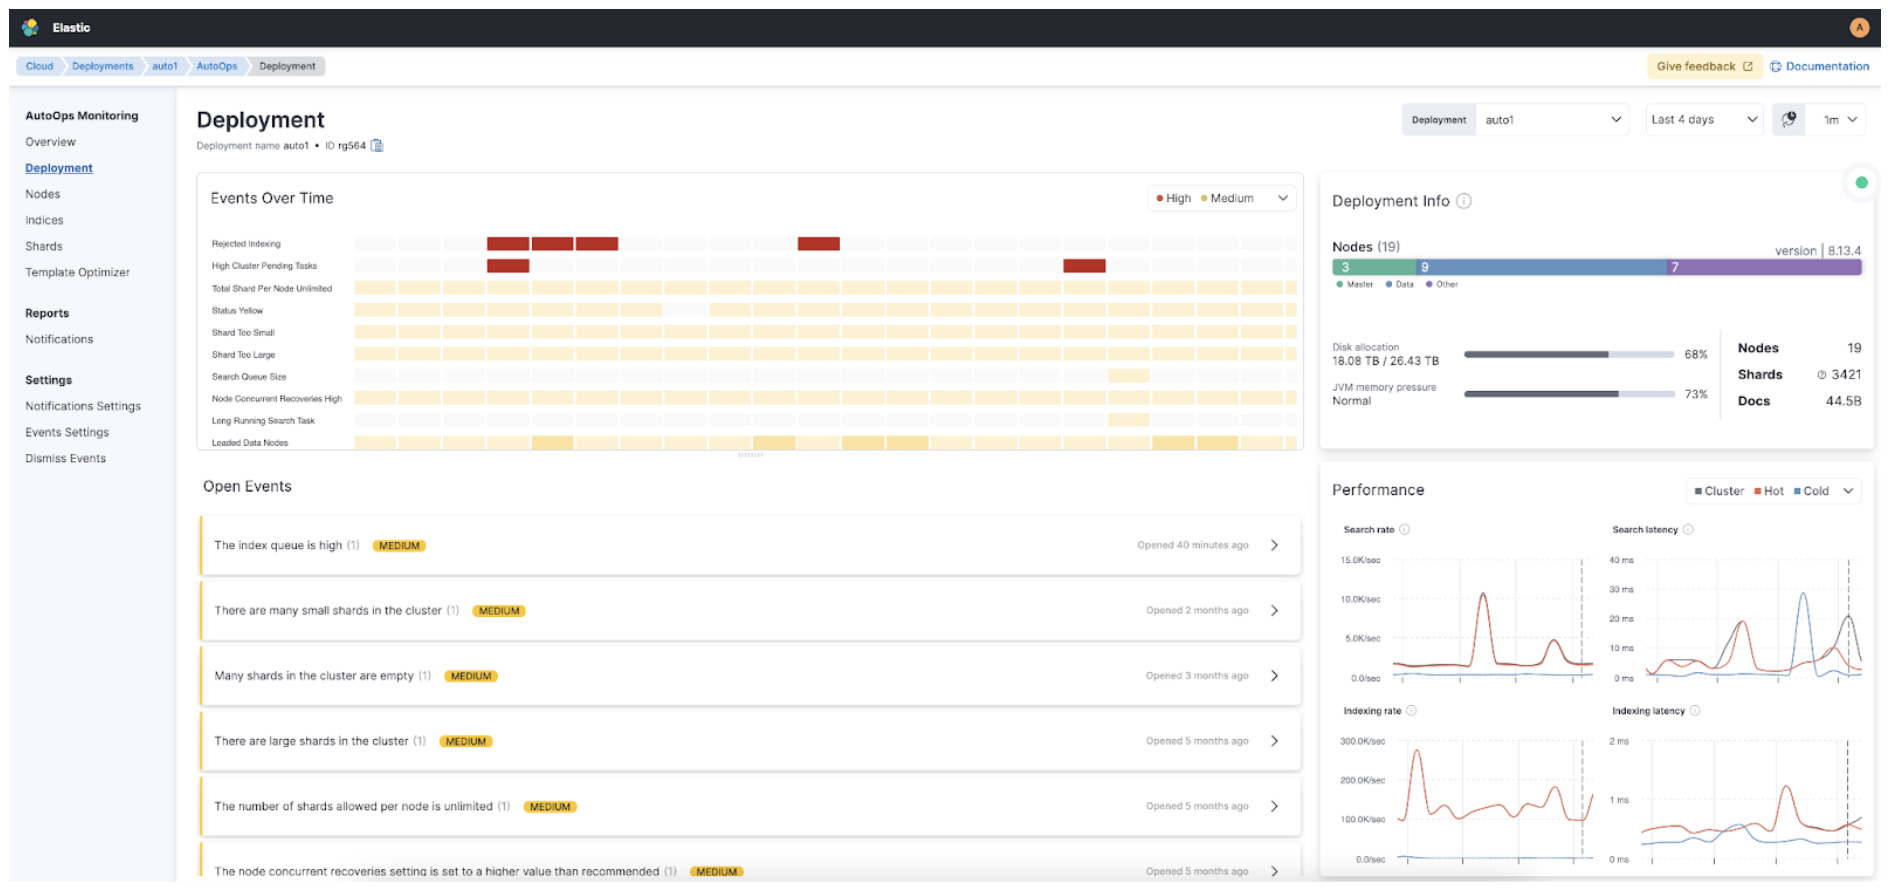 Elastic
A
Cloud
Deployments
auto1
AutoOps
Deployment
Give feedback
Documentation
AutoOps Monitoring
Overview
Deployment
Nodes
Indices
Shards
Template Optimizer
Reports
Notifications
Settings
Notifications Settings
Events Settings
Dismiss Events
Deployment
Deployment name auto1 • ID rg564
Deployment auto1
Last 4 days
1m
Events Over Time
High Medium
Rejected Indexing
High Cluster Pending Tasks
Total Shard Per Node Unlimited
Status Yellow
Shard Too Small
Shard Too Large
Search Queue Size
Node Concurrent Recoveries High
Long Running Search Task
Loaded Data Nodes
Open Events
The index queue is high (1) MEDIUM Opened 40 minutes ago
There are many small shards in the cluster (1) MEDIUM Opened 2 months ago
Many shards in the cluster are empty (1) MEDIUM Opened 3 months ago
There are large shards in the cluster (1) MEDIUM Opened 5 months ago
The number of shards allowed per node is unlimited (1) MEDIUM Opened 5 months ago
The node concurrent recoveries setting is set to a higher value than recommended (1) MEDIUM Opened 5 months ago
Deployment Info
Nodes (19)
version | 8.13.4
3 9 7
Master Data Other
Disk allocation
18.08 TB / 26.43 TB
68%
JVM memory pressure
Normal
73%
Nodes 19
Shards 3421
Docs 44.5B
Performance
Cluster Hot Cold
Search rate
15.0K/sec
10.0K/sec
5.0K/sec
0.0/sec
Search latency
40 ms
30 ms
20 ms
10 ms
0 ms
Indexing rate
300.0K/sec
200.0K/sec
100.0K/sec
0.0/sec
Indexing latency
2 ms
1 ms
0 ms